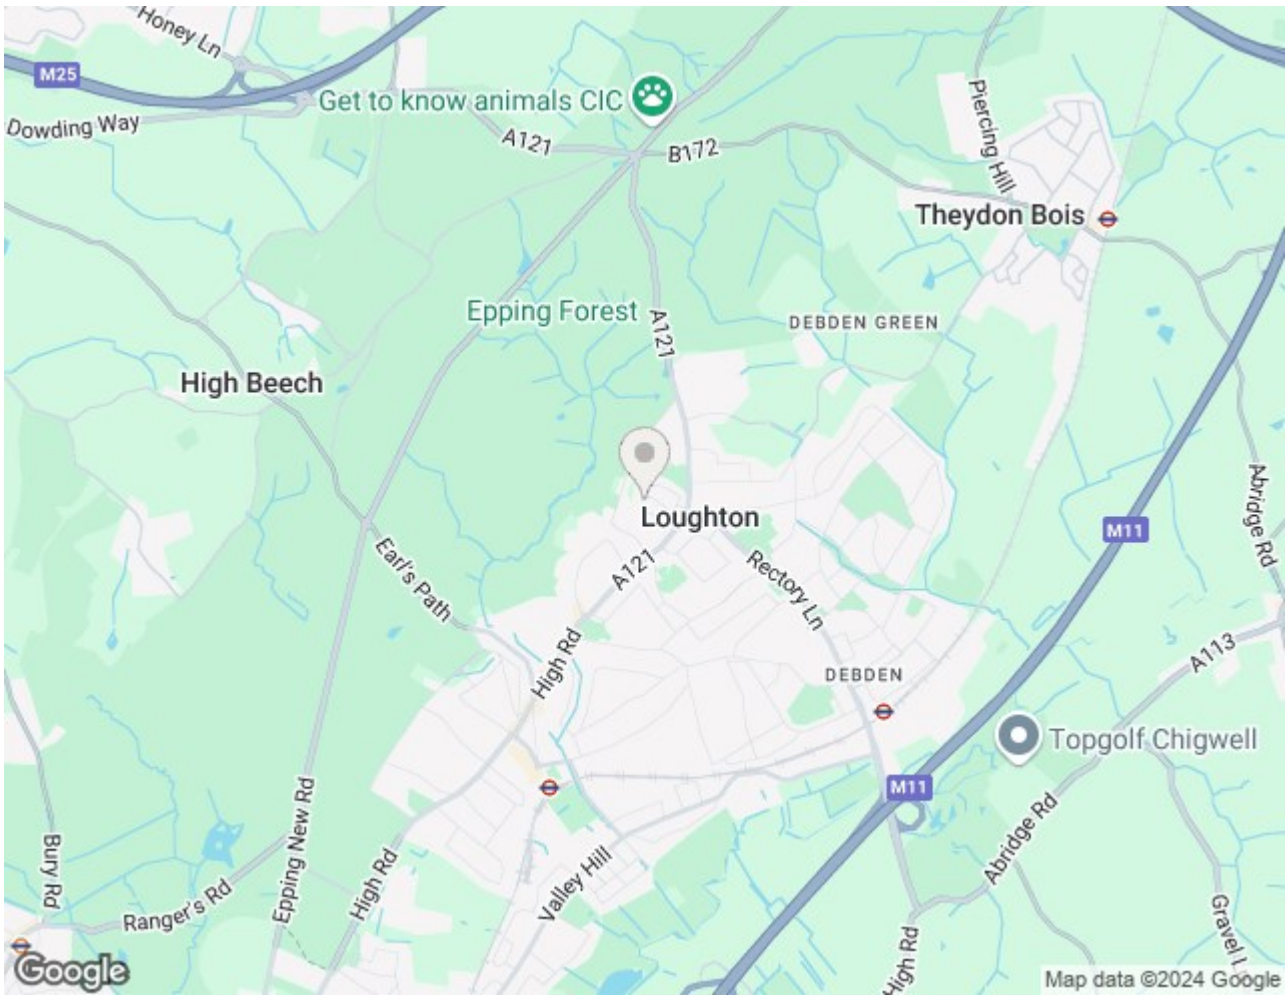 Honey Ln
M25
Get to know animals CIC
Dowding Way
A121
B172
Piercing Hill
Theydon Bois
Epping Forest
A121
DEBDEN GREEN
High Beech
Abridge Rd
Loughton
M11
Earl's Path
A121
Rectory Ln
High Rd
A113
DEBDEN
Topgolf Chigwell
M11
Epping New Rd
Abridge Rd
Bury Rd
High Rd
Valley Hill
Ranger's Rd
High Rd
Gravel L
Google
Map data ©2024 Google